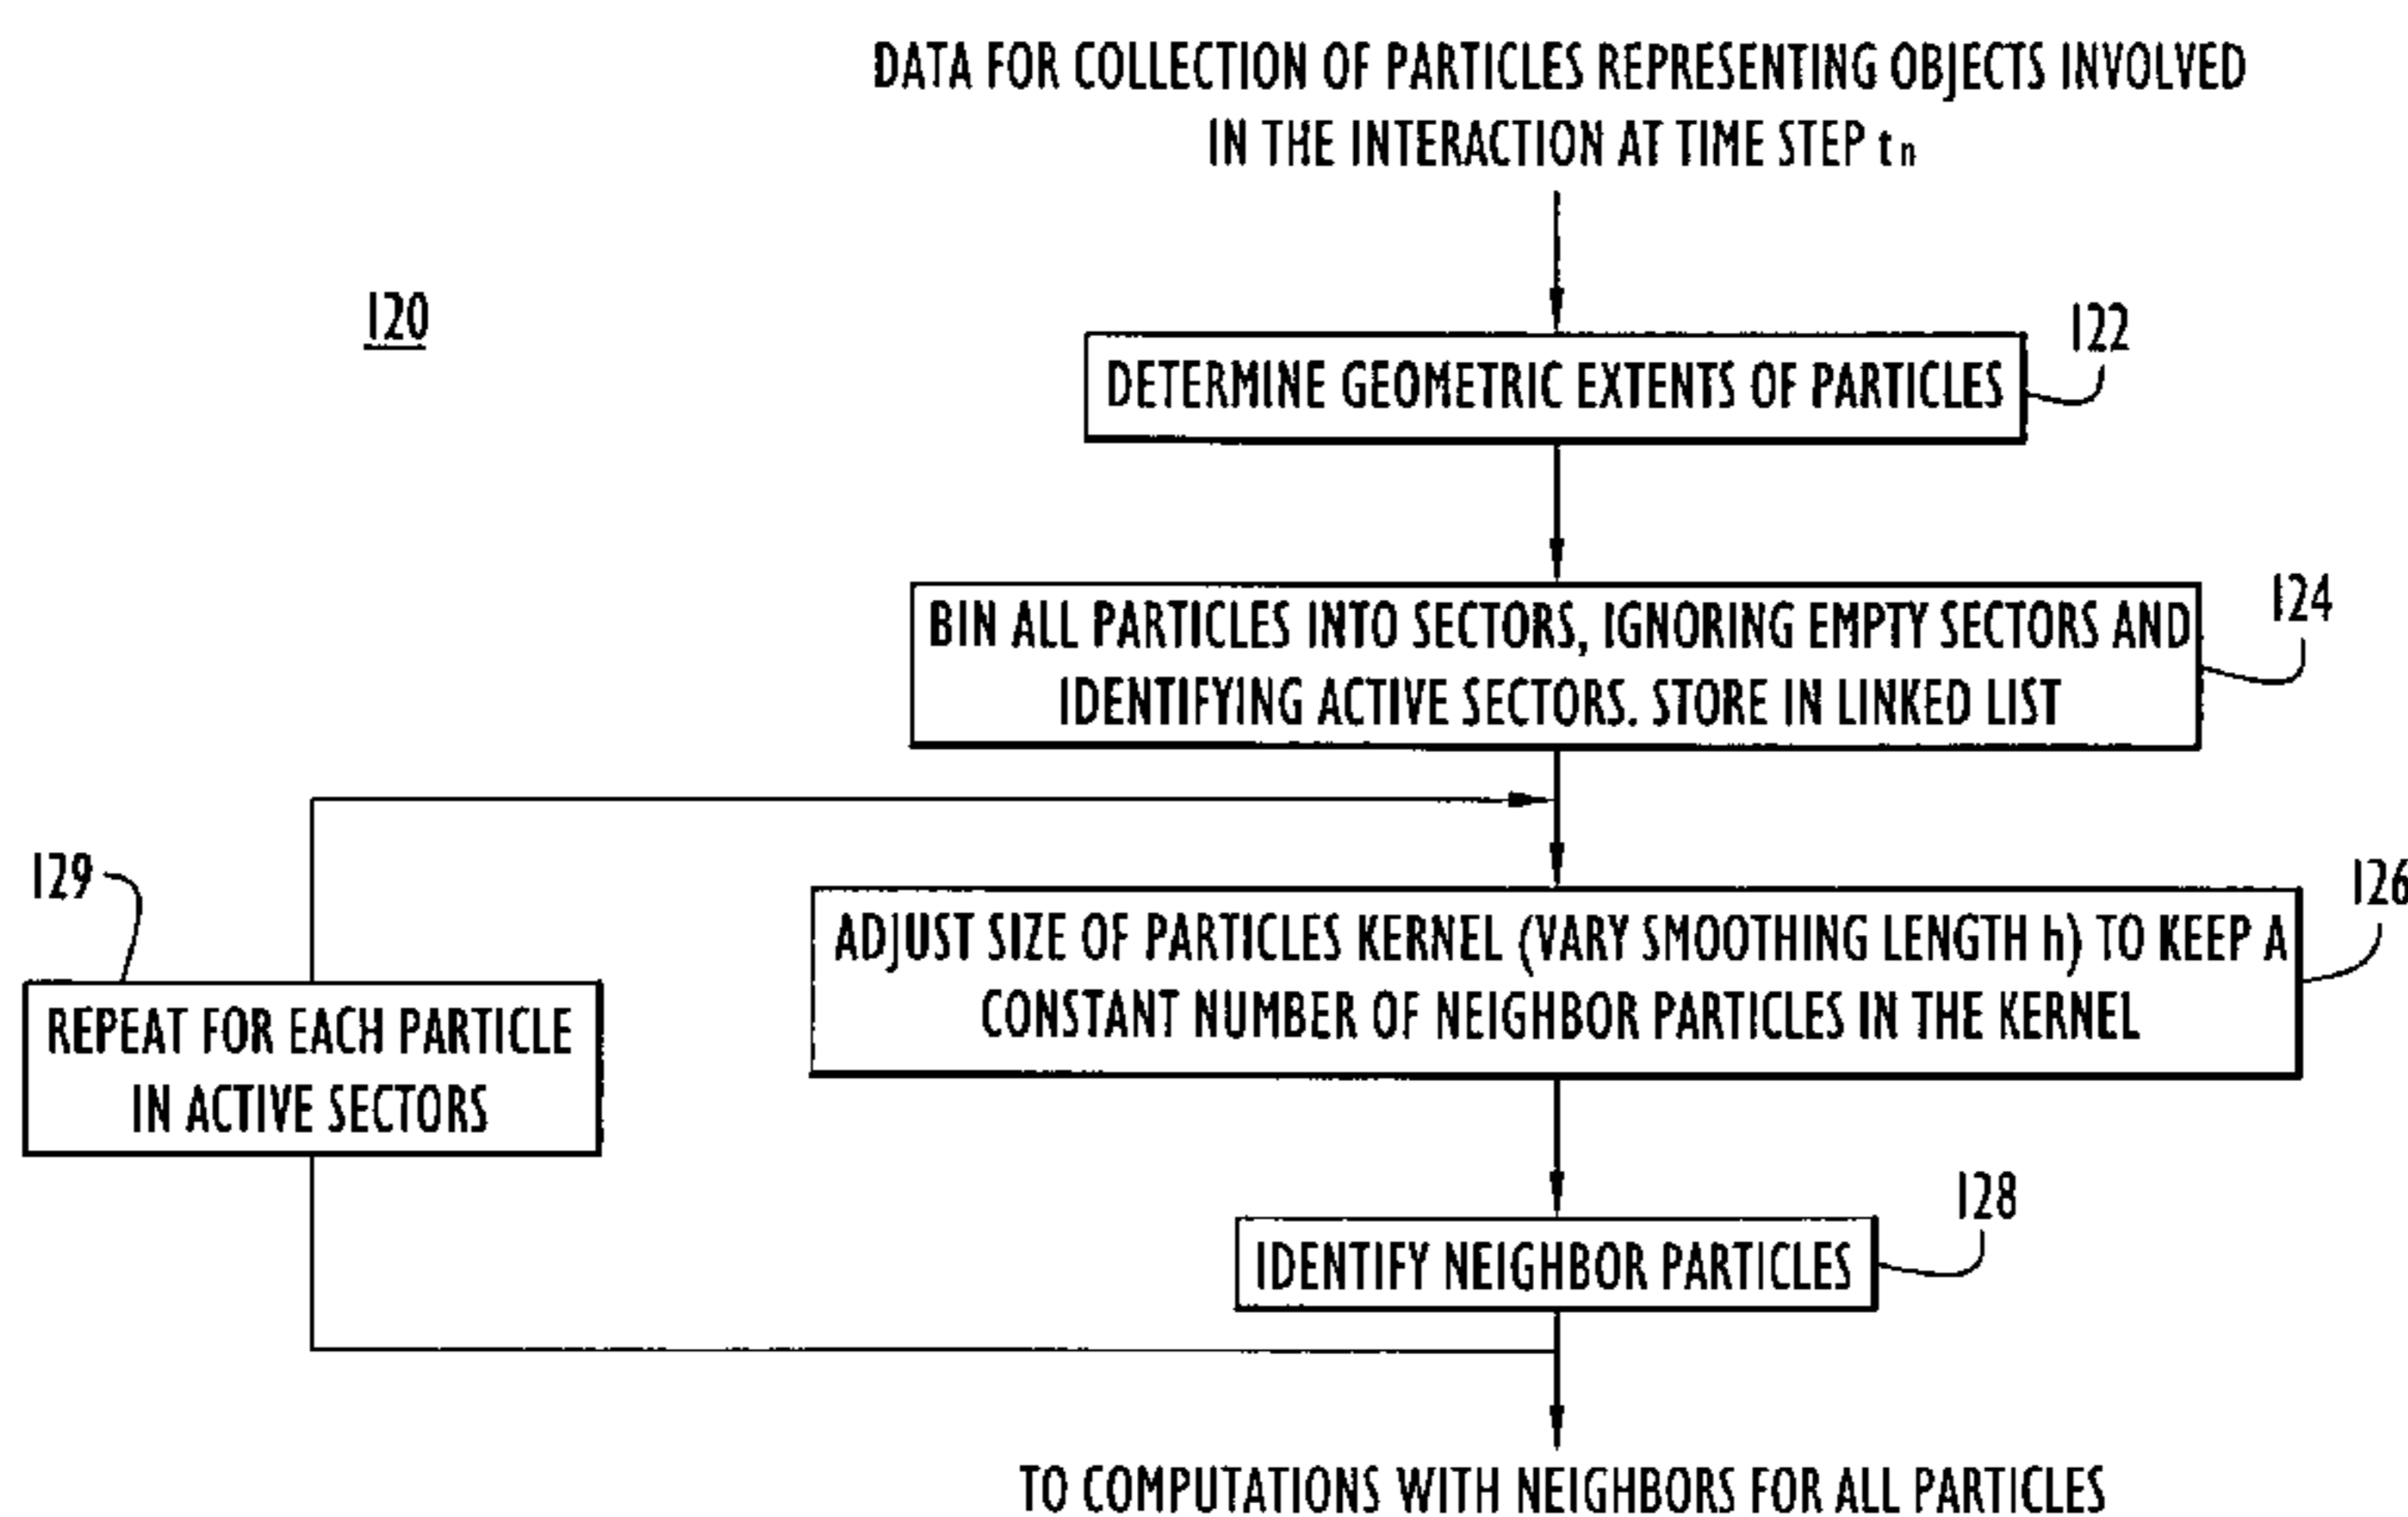 DATA FOR COLLECTION OF PARTICLES REPRESENTING OBJECTS INVOLVED
IN THE INTERACTION AT TIME STEP tn
120
122
DETERMINE GEOMETRIC EXTENTS OF PARTICLES
124
BIN ALL PARTICLES INTO SECTORS, IGNORING EMPTY SECTORS AND
IDENTIFYING ACTIVE SECTORS. STORE IN LINKED LIST
129
REPEAT FOR EACH PARTICLE
IN ACTIVE SECTORS
126
ADJUST SIZE OF PARTICLES KERNEL (VARY SMOOTHING LENGTH h) TO KEEP A
CONSTANT NUMBER OF NEIGHBOR PARTICLES IN THE KERNEL
128
IDENTIFY NEIGHBOR PARTICLES
TO COMPUTATIONS WITH NEIGHBORS FOR ALL PARTICLES